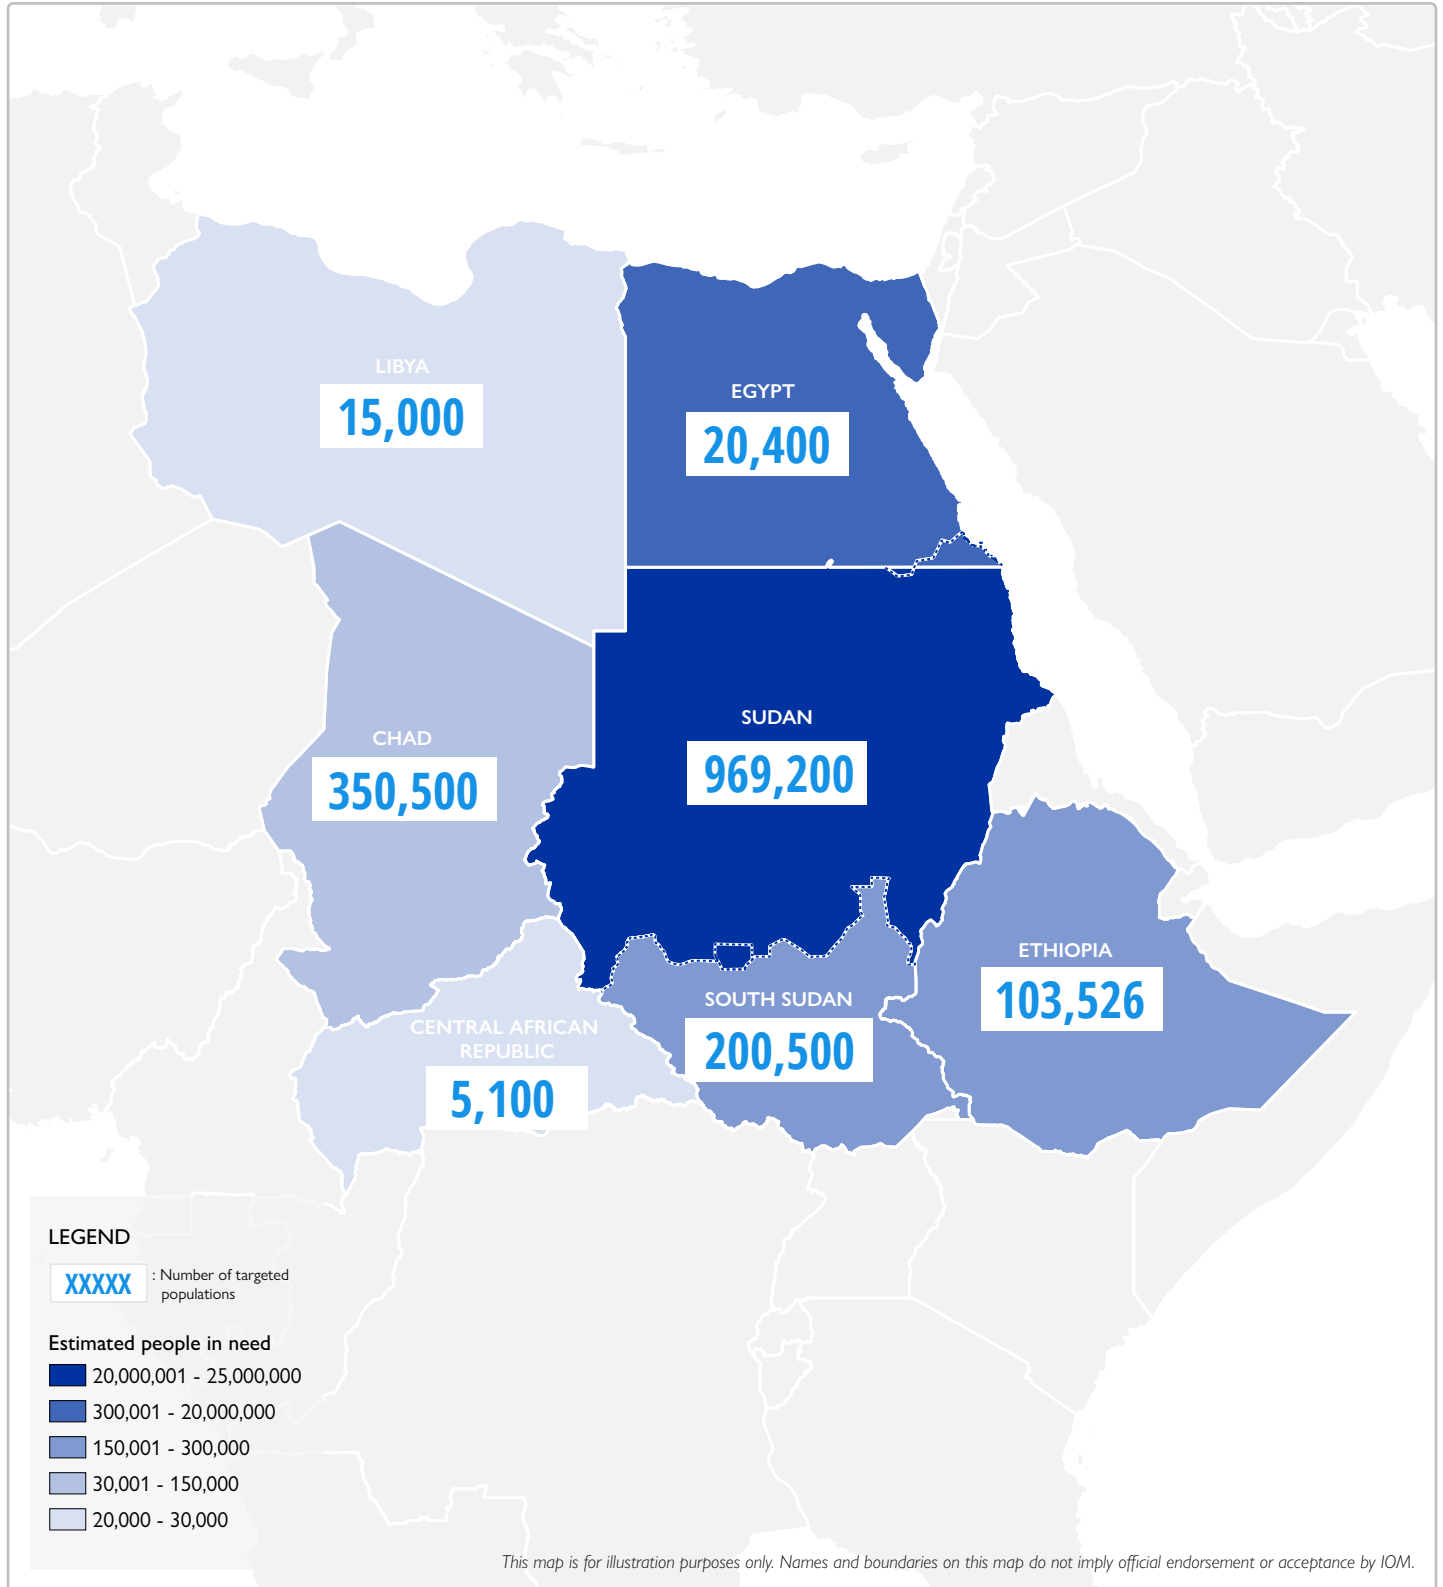 LIBYA
15,000
EGYPT
20,400
SUDAN
969,200
CHAD
350,500
ETHIOPIA
103,526
SOUTH SUDAN
200,500
CENTRAL AFRICAN
REPUBLIC
5,100
LEGEND
XXXXX : Number of targeted
populations
Estimated people in need
20,000,001 - 25,000,000
300,001 - 20,000,000
150,001 - 300,000
30,001 - 150,000
20,000 - 30,000
This map is for illustration purposes only. Names and boundaries on this map do not imply official endorsement or acceptance by IOM.